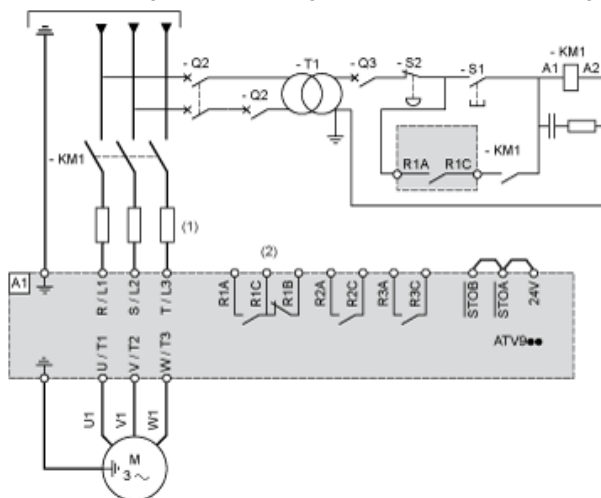 - Q2
- T1
- Q3
- S2
- S1
- KM1
A1
A2
- Q2
- KM1
R1A
R1C
- KM1
(1)
(2)
A1
R / L1
S / L2
T / L3
R1A
R1C
R1B
R2A
R2C
R3A
R3C
STOB
STOA
24V
ATV9●●
U / T1
V / T2
W / T3
U1
V1
W1
M
3 ~